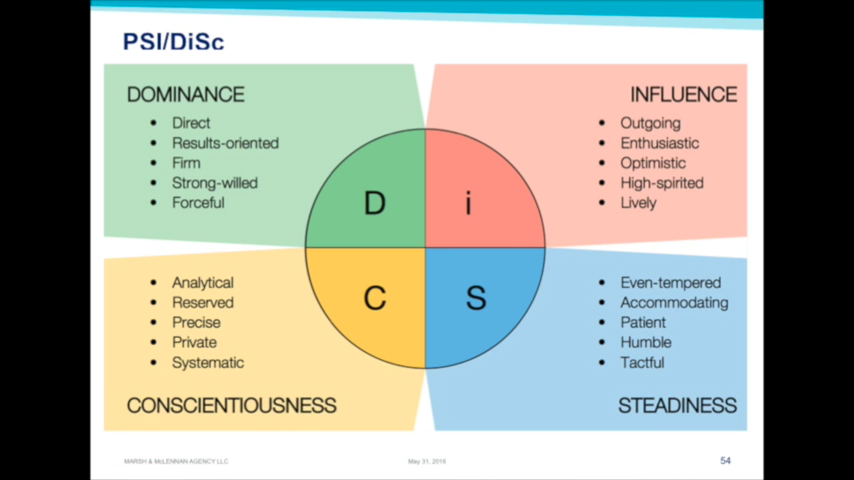 PSI/DiSc
DOMINANCE
• Direct
• Results-oriented
• Firm
• Strong-willed
• Forceful
INFLUENCE
• Outgoing
• Enthusiastic
• Optimistic
• High-spirited
• Lively
D
i
C
S
• Analytical
• Reserved
• Precise
• Private
• Systematic
CONSCIENTIOUSNESS
• Even-tempered
• Accommodating
• Patient
• Humble
• Tactful
STEADINESS
MARSH & McLENNAN AGENCY LLC
May 31, 2016
54